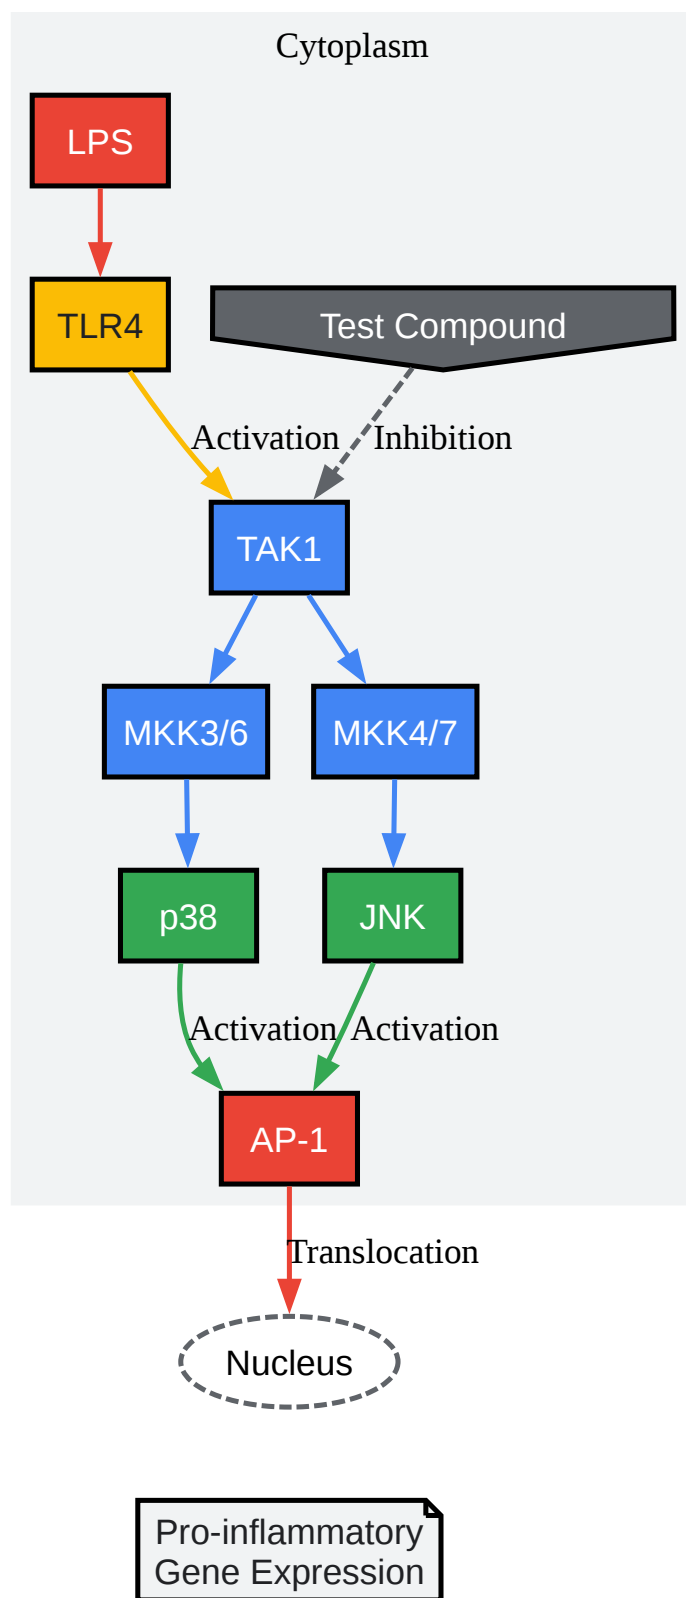 Cytoplasm
LPS
TLR4
Test Compound
Activation
Inhibition
TAK1
MKK3/6
MKK4/7
p38
JNK
Activation
Activation
AP-1
Translocation
Nucleus
Pro-inflammatory
Gene Expression